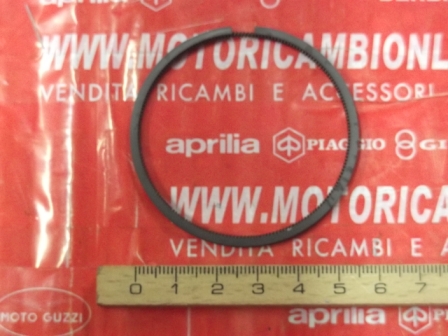 WWW.MOTORICAMBIONL
VENDITA RICAMBI E ACCESSORI
aprilia PIAGGIO GI
WWW.MOTORICA
VENDITA RICAMBI E A
0 1 2 3 4 5 6 7
MOTO GUZZI
aprilia